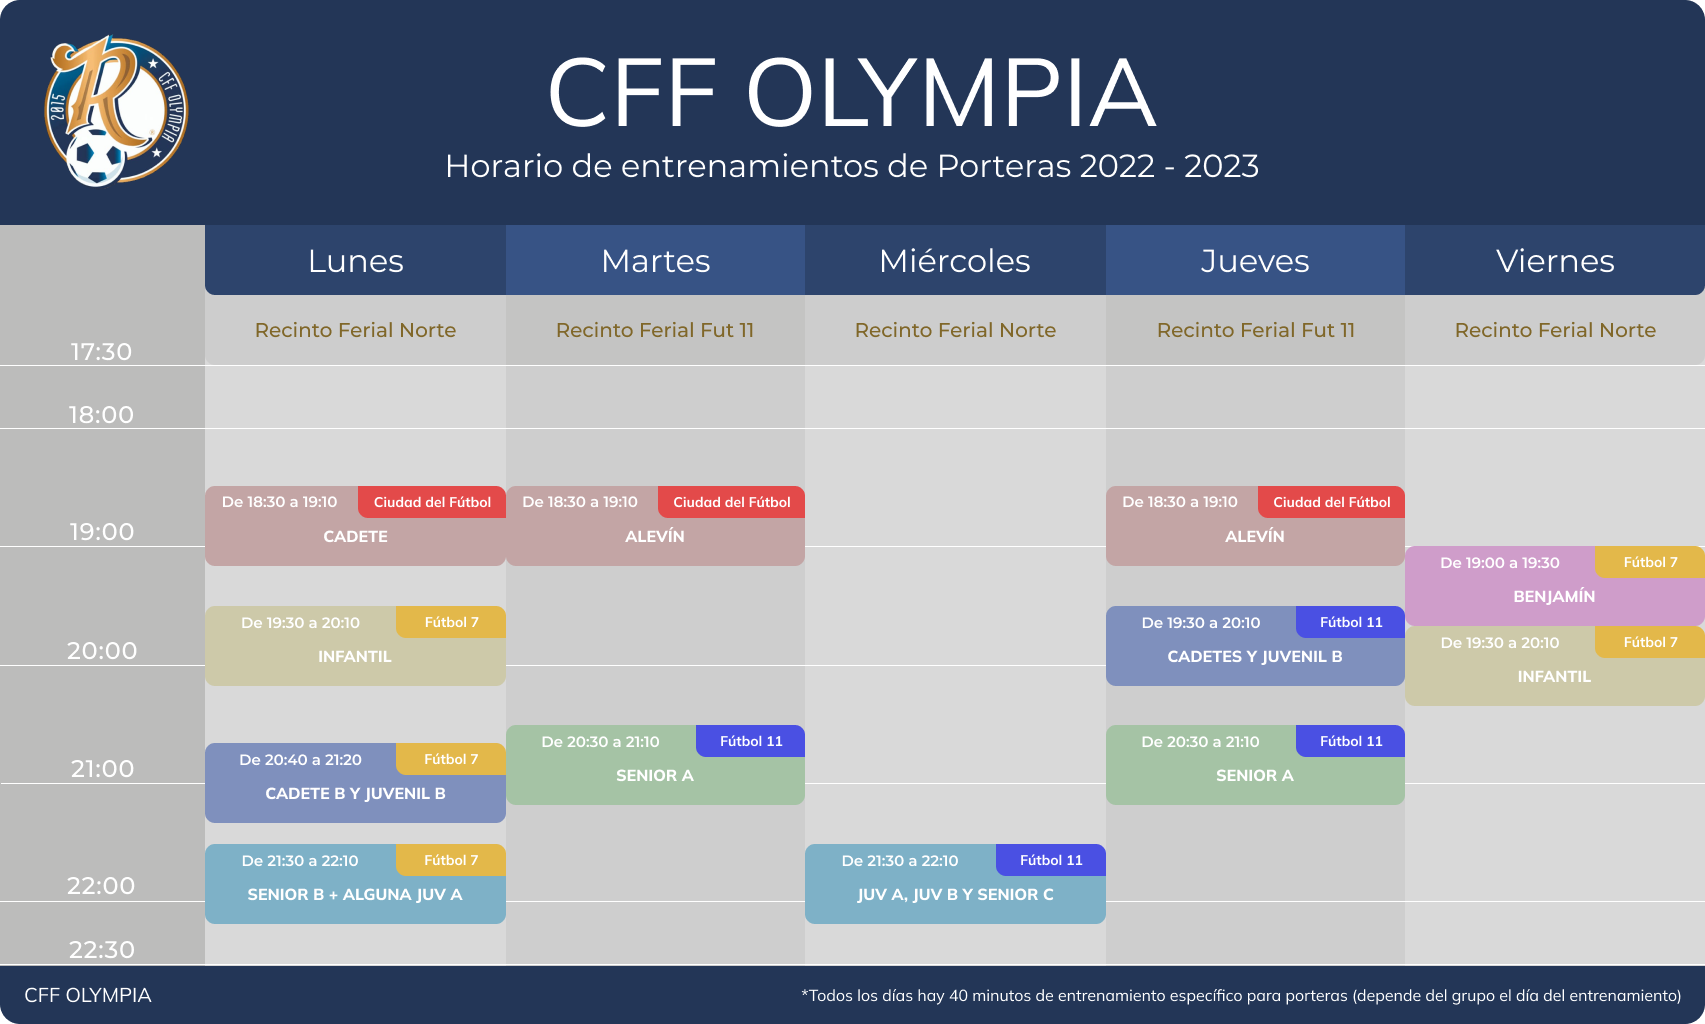 2015
CFF OLYMPIA
CFF OLYMPIA
Horario de entrenamientos de Porteras 2022 - 2023
Lunes
Martes
Miércoles
Jueves
Viernes
Recinto Ferial Norte
Recinto Ferial Fut 11
Recinto Ferial Norte
Recinto Ferial Fut 11
Recinto Ferial Norte
17:30
18:00
De 18:30 a 19:10
Ciudad del Fútbol
De 18:30 a 19:10
Ciudad del Fútbol
De 18:30 a 19:10
Ciudad del Fútbol
19:00
CADETE
ALEVÍN
ALEVÍN
De 19:00 a 19:30
Fútbol 7
BENJAMÍN
De 19:30 a 20:10
Fútbol 7
De 19:30 a 20:10
Fútbol 11
De 19:30 a 20:10
Fútbol 7
20:00
INFANTIL
CADETES Y JUVENIL B
INFANTIL
De 20:30 a 21:10
Fútbol 11
De 20:30 a 21:10
Fútbol 11
De 20:40 a 21:20
Fútbol 7
21:00
SENIOR A
SENIOR A
CADETE B Y JUVENIL B
De 21:30 a 22:10
Fútbol 7
De 21:30 a 22:10
Fútbol 11
22:00
SENIOR B + ALGUNA JUV A
JUV A, JUV B Y SENIOR C
22:30
CFF OLYMPIA
*Todos los días hay 40 minutos de entrenamiento específico para porteras (depende del grupo el día del entrenamiento)